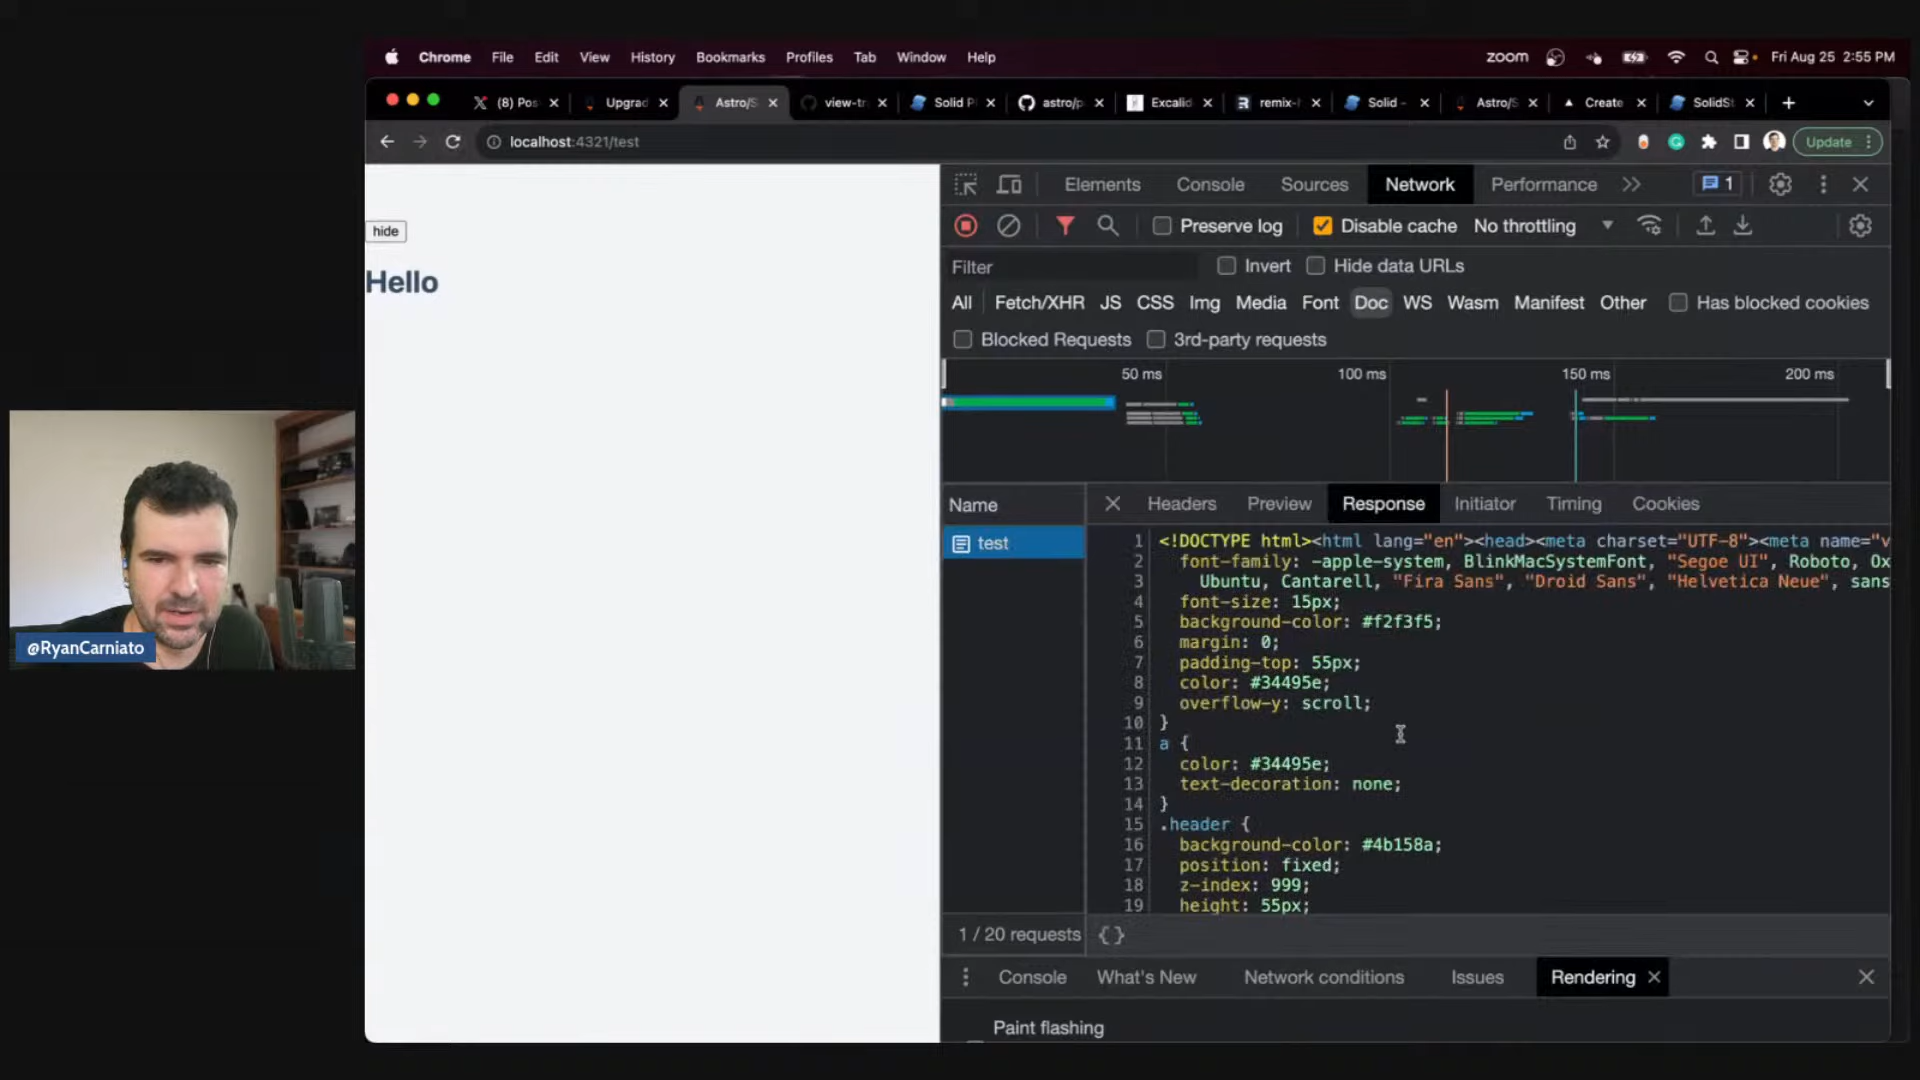 Chrome File Edit View History Bookmarks Profiles Tab Window Help zoom Fri Aug 25 2:55 PM
(8) Pos Upgrad Astro/S view-tr Solid P astro/p Excalid remix- Solid - Astro/S Create SolidSt
localhost:4321/test Update
hide
Hello
@RyanCarniato
Elements Console Sources Network Performance 1
Preserve log Disable cache No throttling
Filter Invert Hide data URLs
All Fetch/XHR JS CSS Img Media Font Doc WS Wasm Manifest Other Has blocked cookies
Blocked Requests 3rd-party requests
50 ms 100 ms 150 ms 200 ms
Name Headers Preview Response Initiator Timing Cookies
test
1 <!DOCTYPE html><html lang="en"><head><meta charset="UTF-8"><meta name="v
2 font-family: -apple-system, BlinkMacSystemFont, "Segoe UI", Roboto, Ox
3 Ubuntu, Cantarell, "Fira Sans", "Droid Sans", "Helvetica Neue", sans
4 font-size: 15px;
5 background-color: #f2f3f5;
6 margin: 0;
7 padding-top: 55px;
8 color: #34495e;
9 overflow-y: scroll;
10 }
11 a {
12 color: #34495e;
13 text-decoration: none;
14 }
15 .header {
16 background-color: #4b158a;
17 position: fixed;
18 z-index: 999;
19 height: 55px;
1 / 20 requests {}
Console What's New Network conditions Issues Rendering
Paint flashing